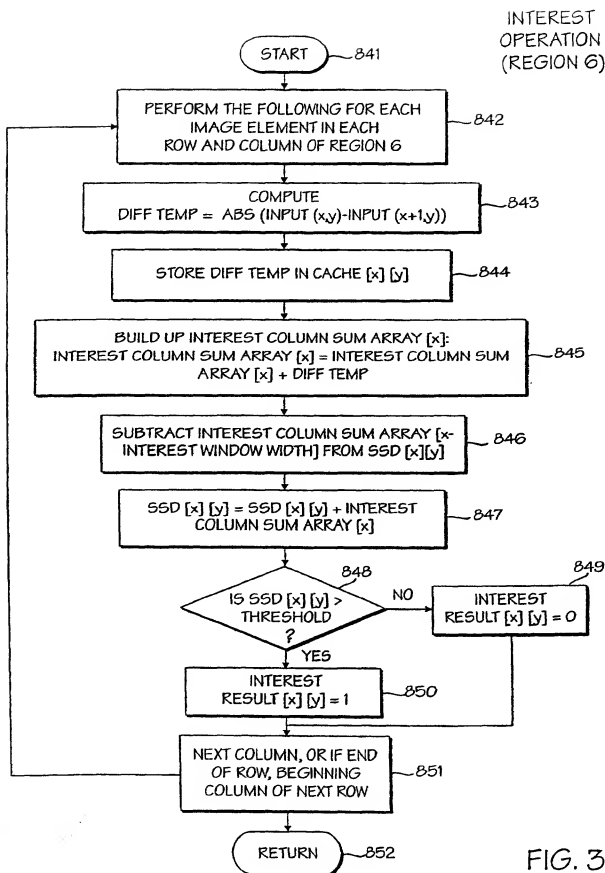 INTEREST
OPERATION
(REGION 6)
START
841
PERFORM THE FOLLOWING FOR EACH
IMAGE ELEMENT IN EACH
ROW AND COLUMN OF REGION 6
842
COMPUTE
DIFF TEMP = ABS (INPUT (x,y)-INPUT (x+1,y))
843
STORE DIFF TEMP IN CACHE [x] [y]
844
BUILD UP INTEREST COLUMN SUM ARRAY [x]:
INTEREST COLUMN SUM ARRAY [x] = INTEREST COLUMN SUM
ARRAY [x] + DIFF TEMP
845
SUBTRACT INTEREST COLUMN SUM ARRAY [x-
INTEREST WINDOW WIDTH] FROM SSD [x][y]
846
SSD [x] [y] = SSD [x] [y] + INTEREST
COLUMN SUM ARRAY [x]
847
848
IS SSD [x] [y] >
THRESHOLD
?
NO
849
INTEREST
RESULT [x] [y] = 0
YES
INTEREST
RESULT [x] [y] = 1
850
NEXT COLUMN, OR IF END
OF ROW, BEGINNING
COLUMN OF NEXT ROW
851
RETURN
852
FIG. 3